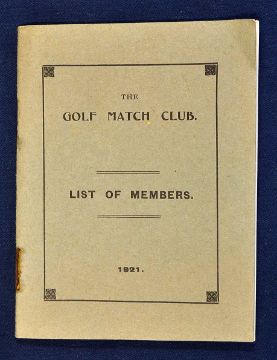 THE
GOLF MATCH CLUB.
LIST OF MEMBERS.
1921.